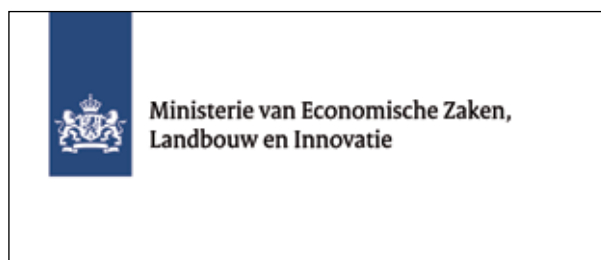 Ministerie van Economische Zaken,
Landbouw en Innovatie